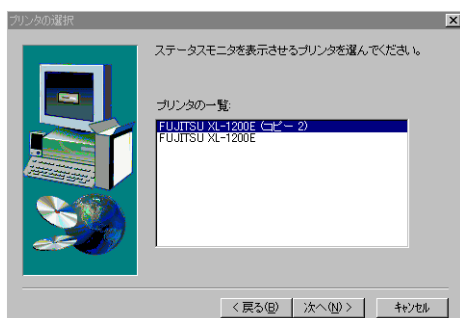 プリンタの選択
ステータスモニタを表示させるプリンタを選んでください。
プリンタの一覧:
FUJITSU XL-1200E (コピー 2)
FUJITSU XL-1200E
< 戻る(B)
次へ(N) >
キャンセル